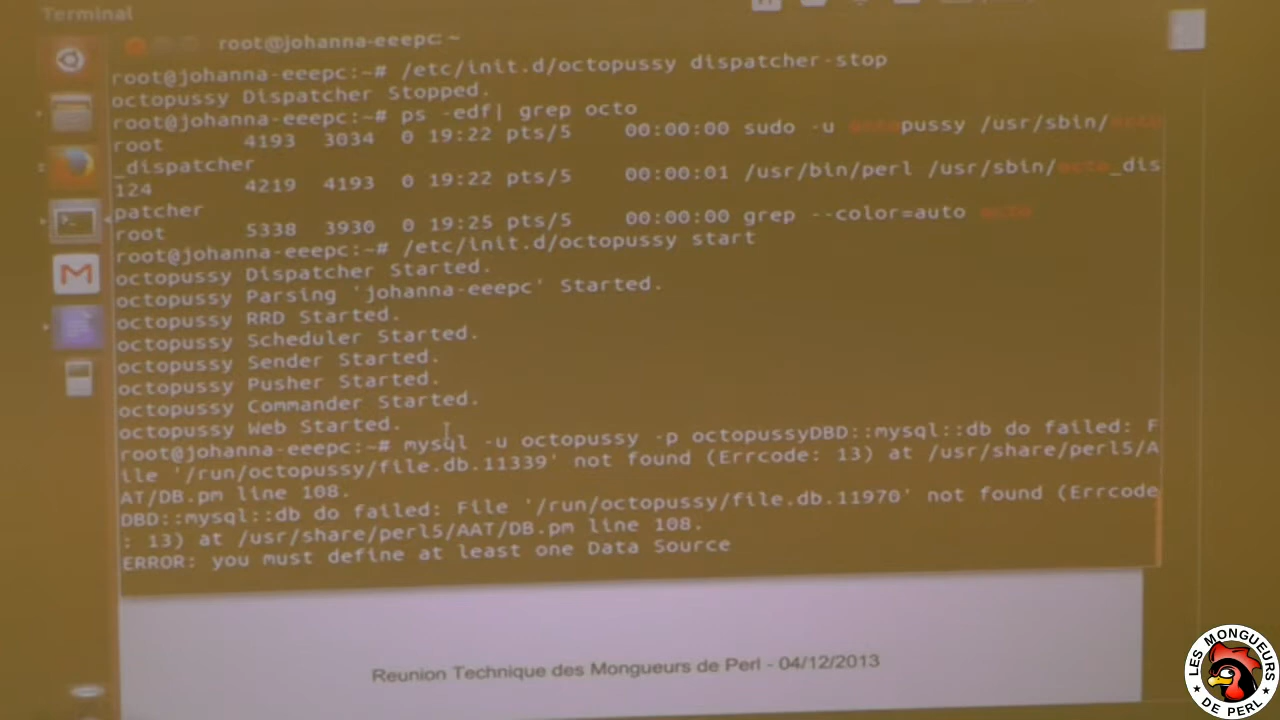 Terminal
root@johanna-eeepc: ~
root@johanna-eeepc:~# /etc/init.d/octopussy dispatcher-stop
octopussy Dispatcher Stopped.
root@johanna-eeepc:~# ps -edf| grep octo
root 4193 3034 0 19:22 pts/5 00:00:00 sudo -u octopussy /usr/sbin/octo
_dispatcher
124 4219 4193 0 19:22 pts/5 00:00:01 /usr/bin/perl /usr/sbin/octo_dis
patcher
root 5338 3930 0 19:25 pts/5 00:00:00 grep --color=auto octo
root@johanna-eeepc:~# /etc/init.d/octopussy start
octopussy Dispatcher Started.
octopussy Parsing 'johanna-eeepc' Started.
octopussy RRD Started.
octopussy Scheduler Started.
octopussy Sender Started.
octopussy Pusher Started.
octopussy Commander Started.
octopussy Web Started.
root@johanna-eeepc:~# mysql -u octopussy -p octopussyDBD::mysql::db do failed: F
ile '/run/octopussy/file.db.11339' not found (Errcode: 13) at /usr/share/perl5/A
AT/DB.pm line 108.
DBD::mysql::db do failed: File '/run/octopussy/file.db.11970' not found (Errcode
: 13) at /usr/share/perl5/AAT/DB.pm line 108.
ERROR: you must define at least one Data Source
Reunion Technique des Mongueurs de Perl - 04/12/2013
LES MONGUEURS
DE PERL